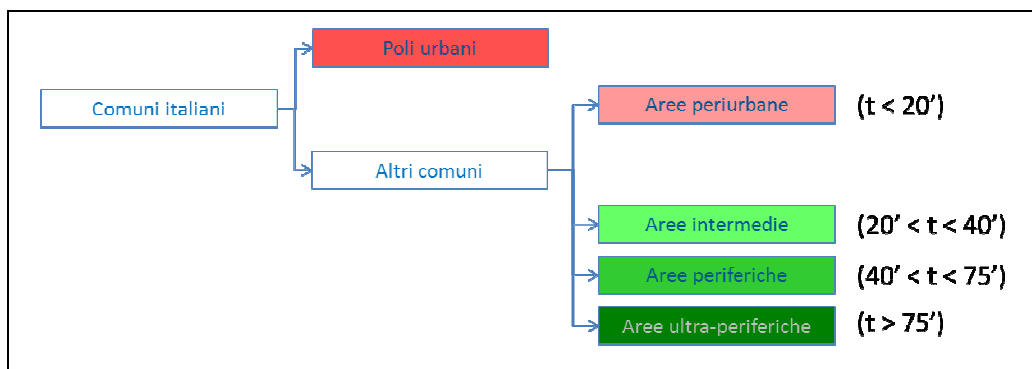 Poli urbani
Comuni italiani
Aree periurbane (t < 20’)
Altri comuni
Aree intermedie (20’ < t < 40’)
Aree periferiche (40’ < t < 75’)
Aree ultra-periferiche (t > 75’)